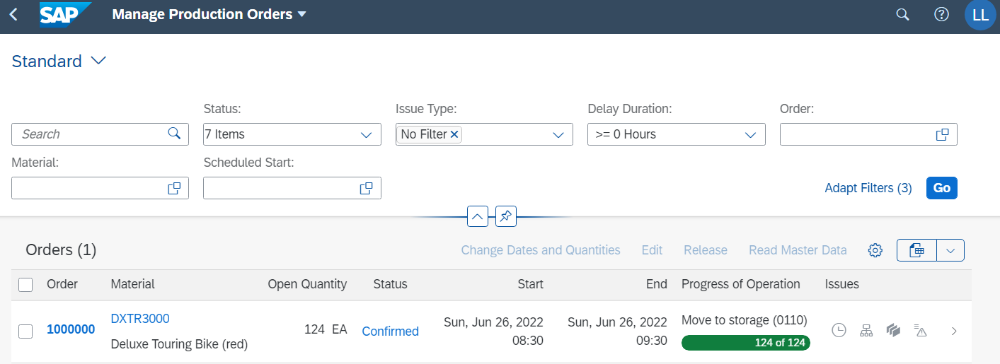 SAP Manage Production Orders LL
Standard
Status: Issue Type: Delay Duration: Order:
Search 7 Items No Filter >= 0 Hours
Material: Scheduled Start:
Adapt Filters (3) Go
Orders (1) Change Dates and Quantities Edit Release Read Master Data
Order Material Open Quantity Status Start End Progress of Operation Issues
1000000 DXTR3000 124 EA Confirmed Sun, Jun 26, 2022 Sun, Jun 26, 2022 Move to storage (0110)
Deluxe Touring Bike (red) 08:30 09:30 124 of 124